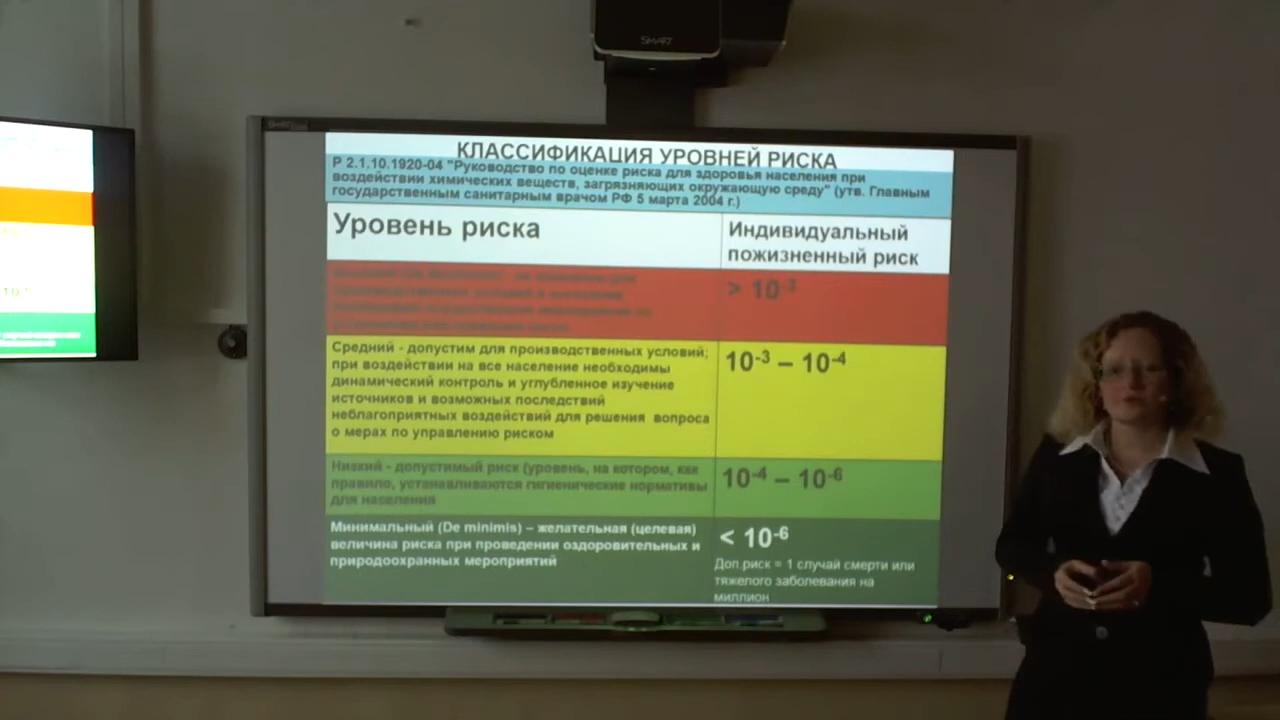 SMART
КЛАССИФИКАЦИЯ УРОВНЕЙ РИСКА
Р 2.1.10.1920-04 "Руководство по оценке риска для здоровья населения при
воздействии химических веществ, загрязняющих окружающую среду" (утв. Главным
государственным санитарным врачом РФ 5 марта 2004 г.)
Уровень риска
Индивидуальный
пожизненный риск
> 10⁻³
Средний - допустим для производственных условий;
при воздействии на все население необходимы
динамический контроль и углубленное изучение
источников и возможных последствий
неблагоприятных воздействий для решения вопроса
о мерах по управлению риском
10⁻³ – 10⁻⁴
Низкий - допустимый риск (уровень, на котором, как
правило, устанавливаются гигиенические нормативы
для населения
10⁻⁴ – 10⁻⁶
Минимальный (De minimis) – желательная (целевая)
величина риска при проведении оздоровительных и
природоохранных мероприятий
< 10⁻⁶
Доп.риск = 1 случай смерти или
тяжелого заболевания на
миллион